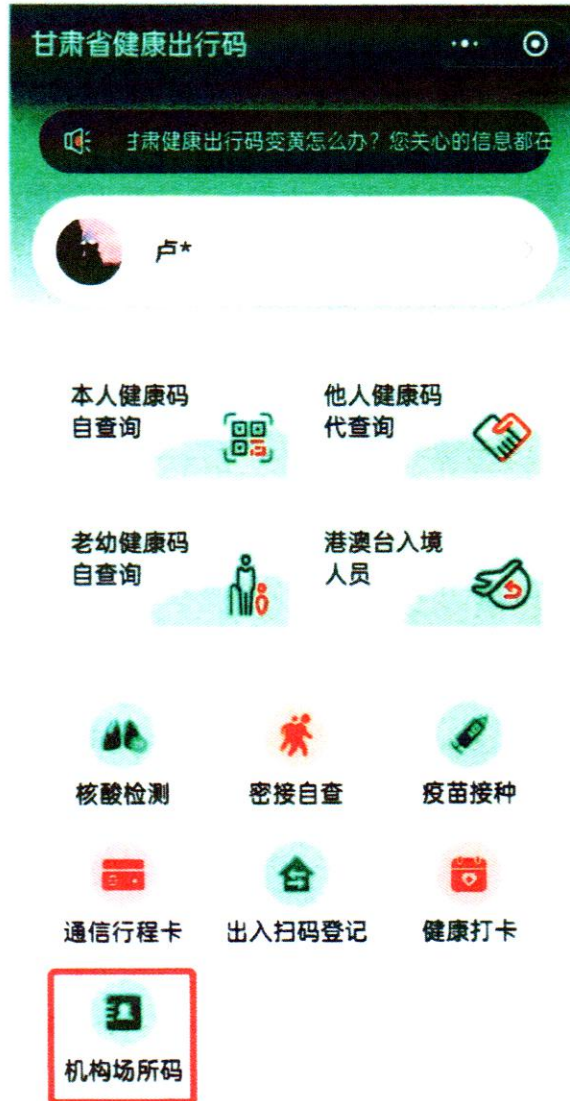 甘肃省健康出行码
甘肃健康出行码变黄怎么办？您关心的信息都在
卢*
本人健康码
自查询
他人健康码
代查询
老幼健康码
自查询
港澳台入境
人员
核酸检测
密接自查
疫苗接种
通信行程卡
出入扫码登记
健康打卡
机构场所码